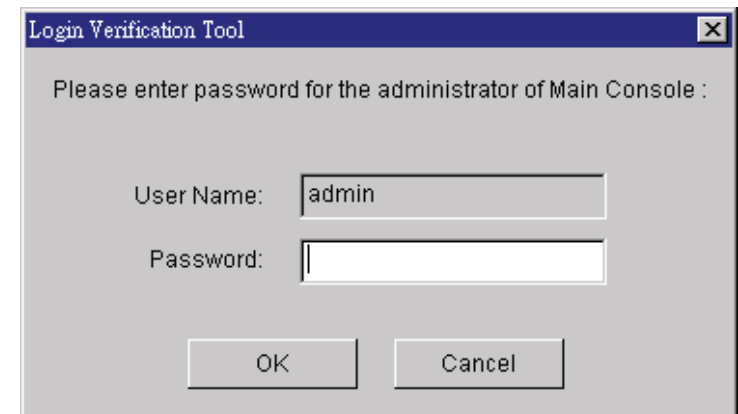 Login Verification Tool
Please enter password for the administrator of Main Console :
User Name: admin
Password:
OK Cancel